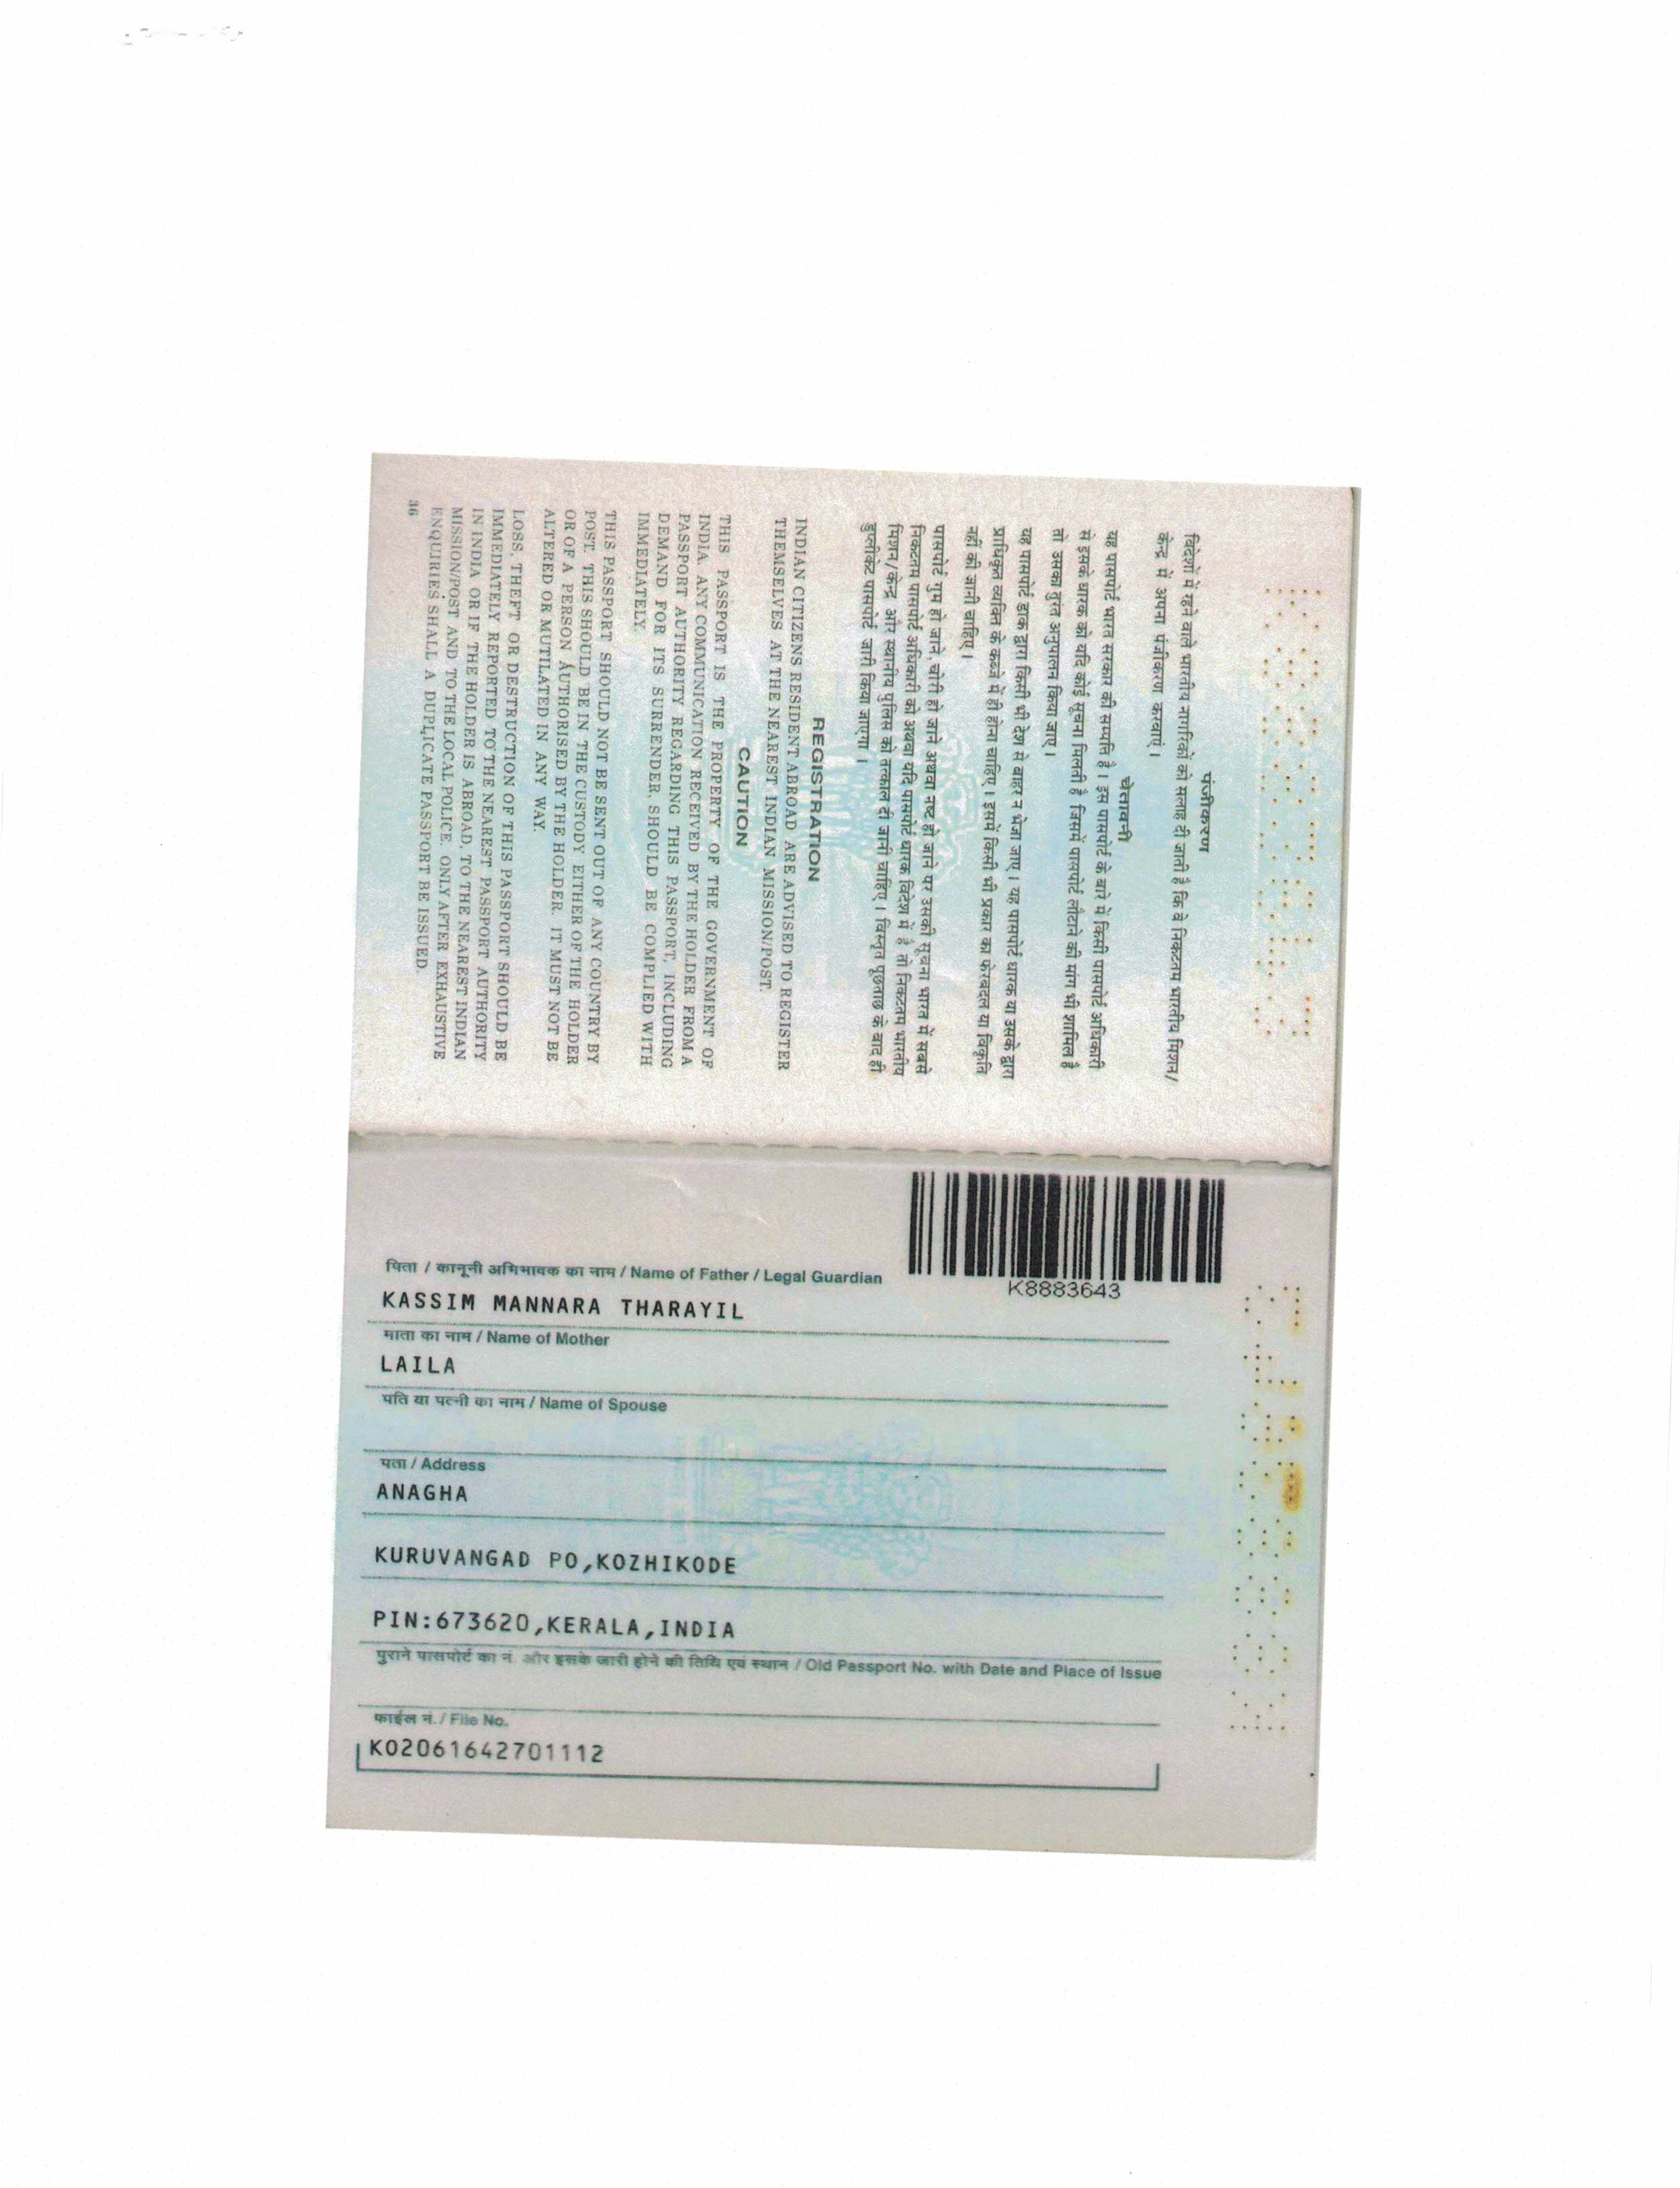 पंजीकरण
विदेशों में रहने वाले भारतीय नागरिकों को सलाह दी जाती है कि वे निकटतम भारतीय मिशन/
केन्द्र में अपना पंजीकरण करवाएं ।
चेतावनी
यह पासपोर्ट भारत सरकार की सम्पत्ति है । इस पासपोर्ट के बारे में किसी पासपोर्ट अधिकारी
से इसके धारक को यदि कोई सूचना मिलती है जिसमें पासपोर्ट लौटाने की मांग भी शामिल है
तो उसका तुरंत अनुपालन किया जाए ।
यह पासपोर्ट डाक द्वारा किसी भी देश से बाहर न भेजा जाए । यह पासपोर्ट धारक या उसके द्वारा
प्राधिकृत व्यक्ति के कब्जे में ही होना चाहिए । इसमें किसी भी प्रकार का फेरबदल या विकृति
नहीं की जानी चाहिए ।
पासपोर्ट गुम हो जाने, चोरी हो जाने अथवा नष्ट हो जाने पर उसकी सूचना भारत में सबसे
निकटतम पासपोर्ट अधिकारी को अथवा यदि पासपोर्ट धारक विदेश में है तो निकटतम भारतीय
मिशन/केन्द्र और स्थानीय पुलिस को तत्काल दी जानी चाहिए । विस्तृत पूछताछ के बाद ही
डुप्लीकेट पासपोर्ट जारी किया जाएगा ।
REGISTRATION
INDIAN CITIZENS RESIDENT ABROAD ARE ADVISED TO REGISTER
THEMSELVES AT THE NEAREST INDIAN MISSION/POST.
CAUTION
THIS PASSPORT IS THE PROPERTY OF THE GOVERNMENT OF
INDIA. ANY COMMUNICATION RECEIVED BY THE HOLDER FROM A
PASSPORT AUTHORITY REGARDING THIS PASSPORT, INCLUDING
DEMAND FOR ITS SURRENDER, SHOULD BE COMPLIED WITH
IMMEDIATELY.
THIS PASSPORT SHOULD NOT BE SENT OUT OF ANY COUNTRY BY
POST. THIS SHOULD BE IN THE CUSTODY EITHER OF THE HOLDER
OR OF A PERSON AUTHORISED BY THE HOLDER. IT MUST NOT BE
ALTERED OR MUTILATED IN ANY WAY.
LOSS, THEFT OR DESTRUCTION OF THIS PASSPORT SHOULD BE
IMMEDIATELY REPORTED TO THE NEAREST PASSPORT AUTHORITY
IN INDIA OR IF THE HOLDER IS ABROAD, TO THE NEAREST INDIAN
MISSION/POST AND TO THE LOCAL POLICE. ONLY AFTER EXHAUSTIVE
ENQUIRIES SHALL A DUPLICATE PASSPORT BE ISSUED.
36
K8883643
पिता / कानूनी अभिभावक का नाम / Name of Father / Legal Guardian
KASSIM MANNARA THARAYIL
माता का नाम / Name of Mother
LAILA
पति या पत्नी का नाम / Name of Spouse
पता / Address
ANAGHA
KURUVANGAD PO,KOZHIKODE
PIN:673620,KERALA,INDIA
पुराने पासपोर्ट का नं. और इसके जारी होने की तिथि एवं स्थान / Old Passport No. with Date and Place of Issue
फाईल नं. / File No.
K02061642701112